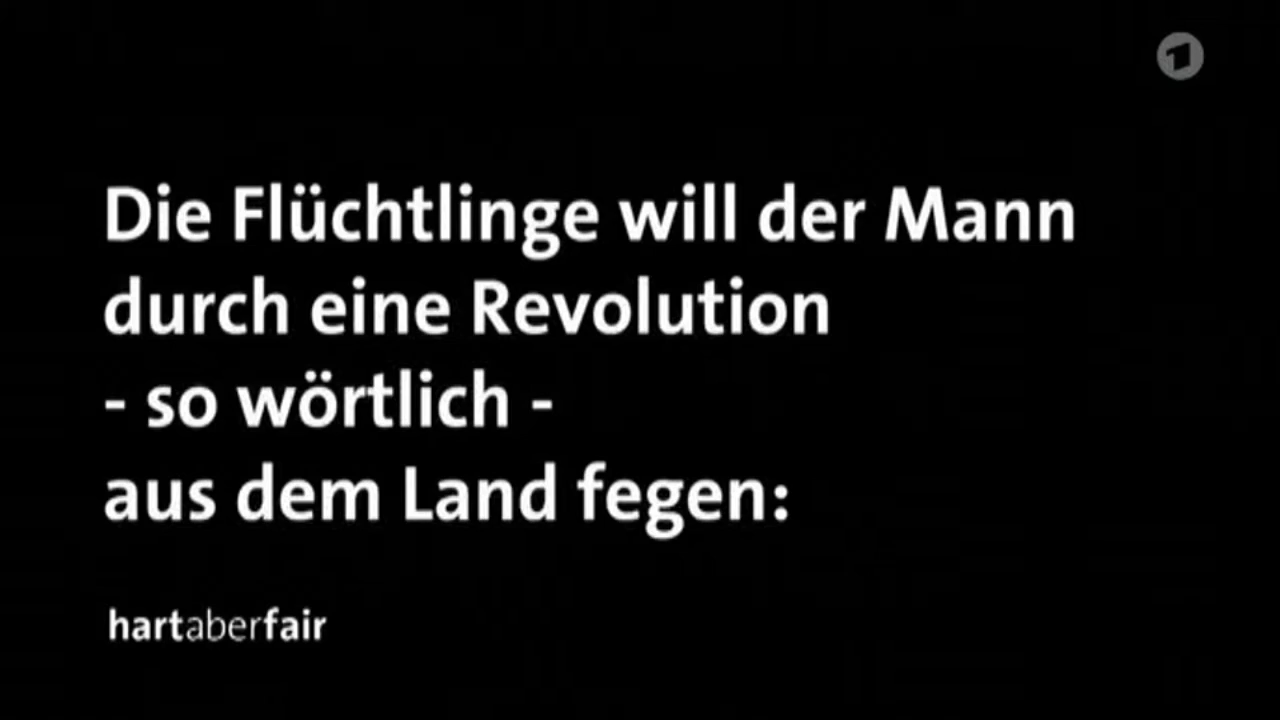 Die Flüchtlinge will der Mann
durch eine Revolution
- so wörtlich -
aus dem Land fegen:
hartaberfair